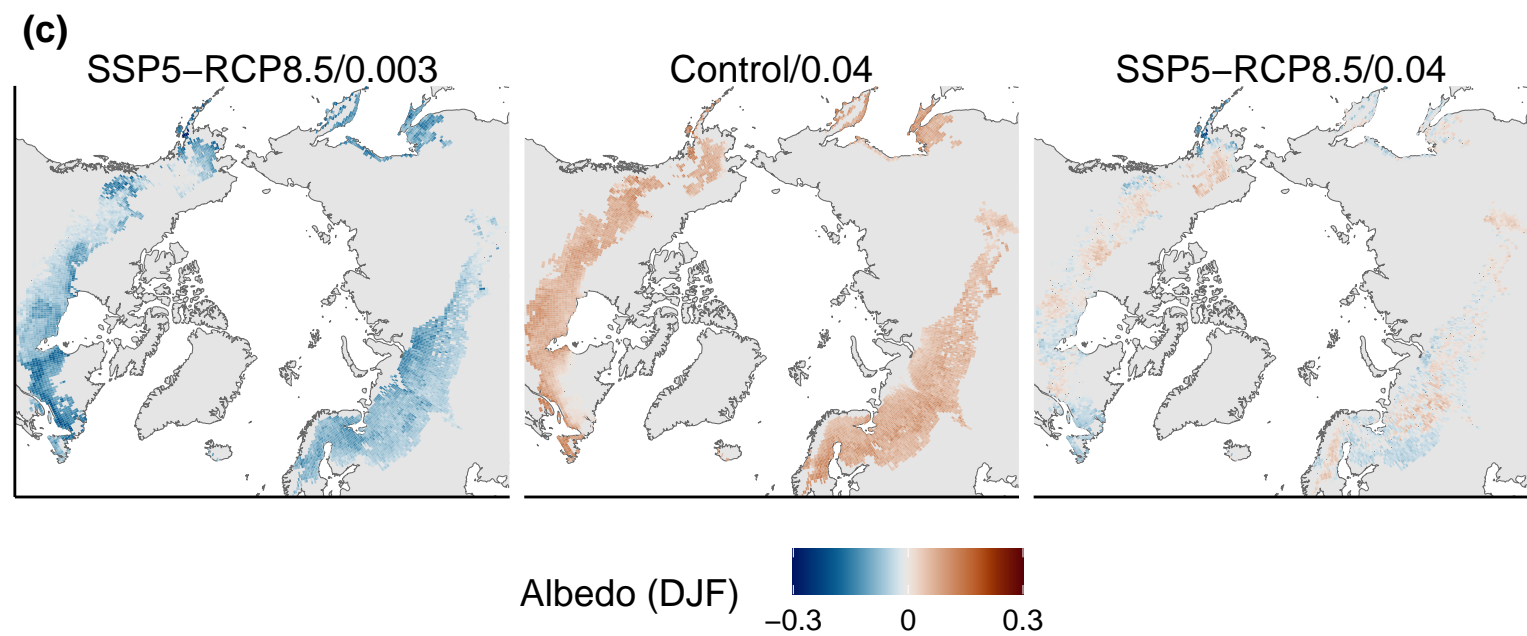 (c)
SSP5−RCP8.5/0.003 Control/0.04 SSP5−RCP8.5/0.04
Albedo (DJF)
−0.3 0 0.3